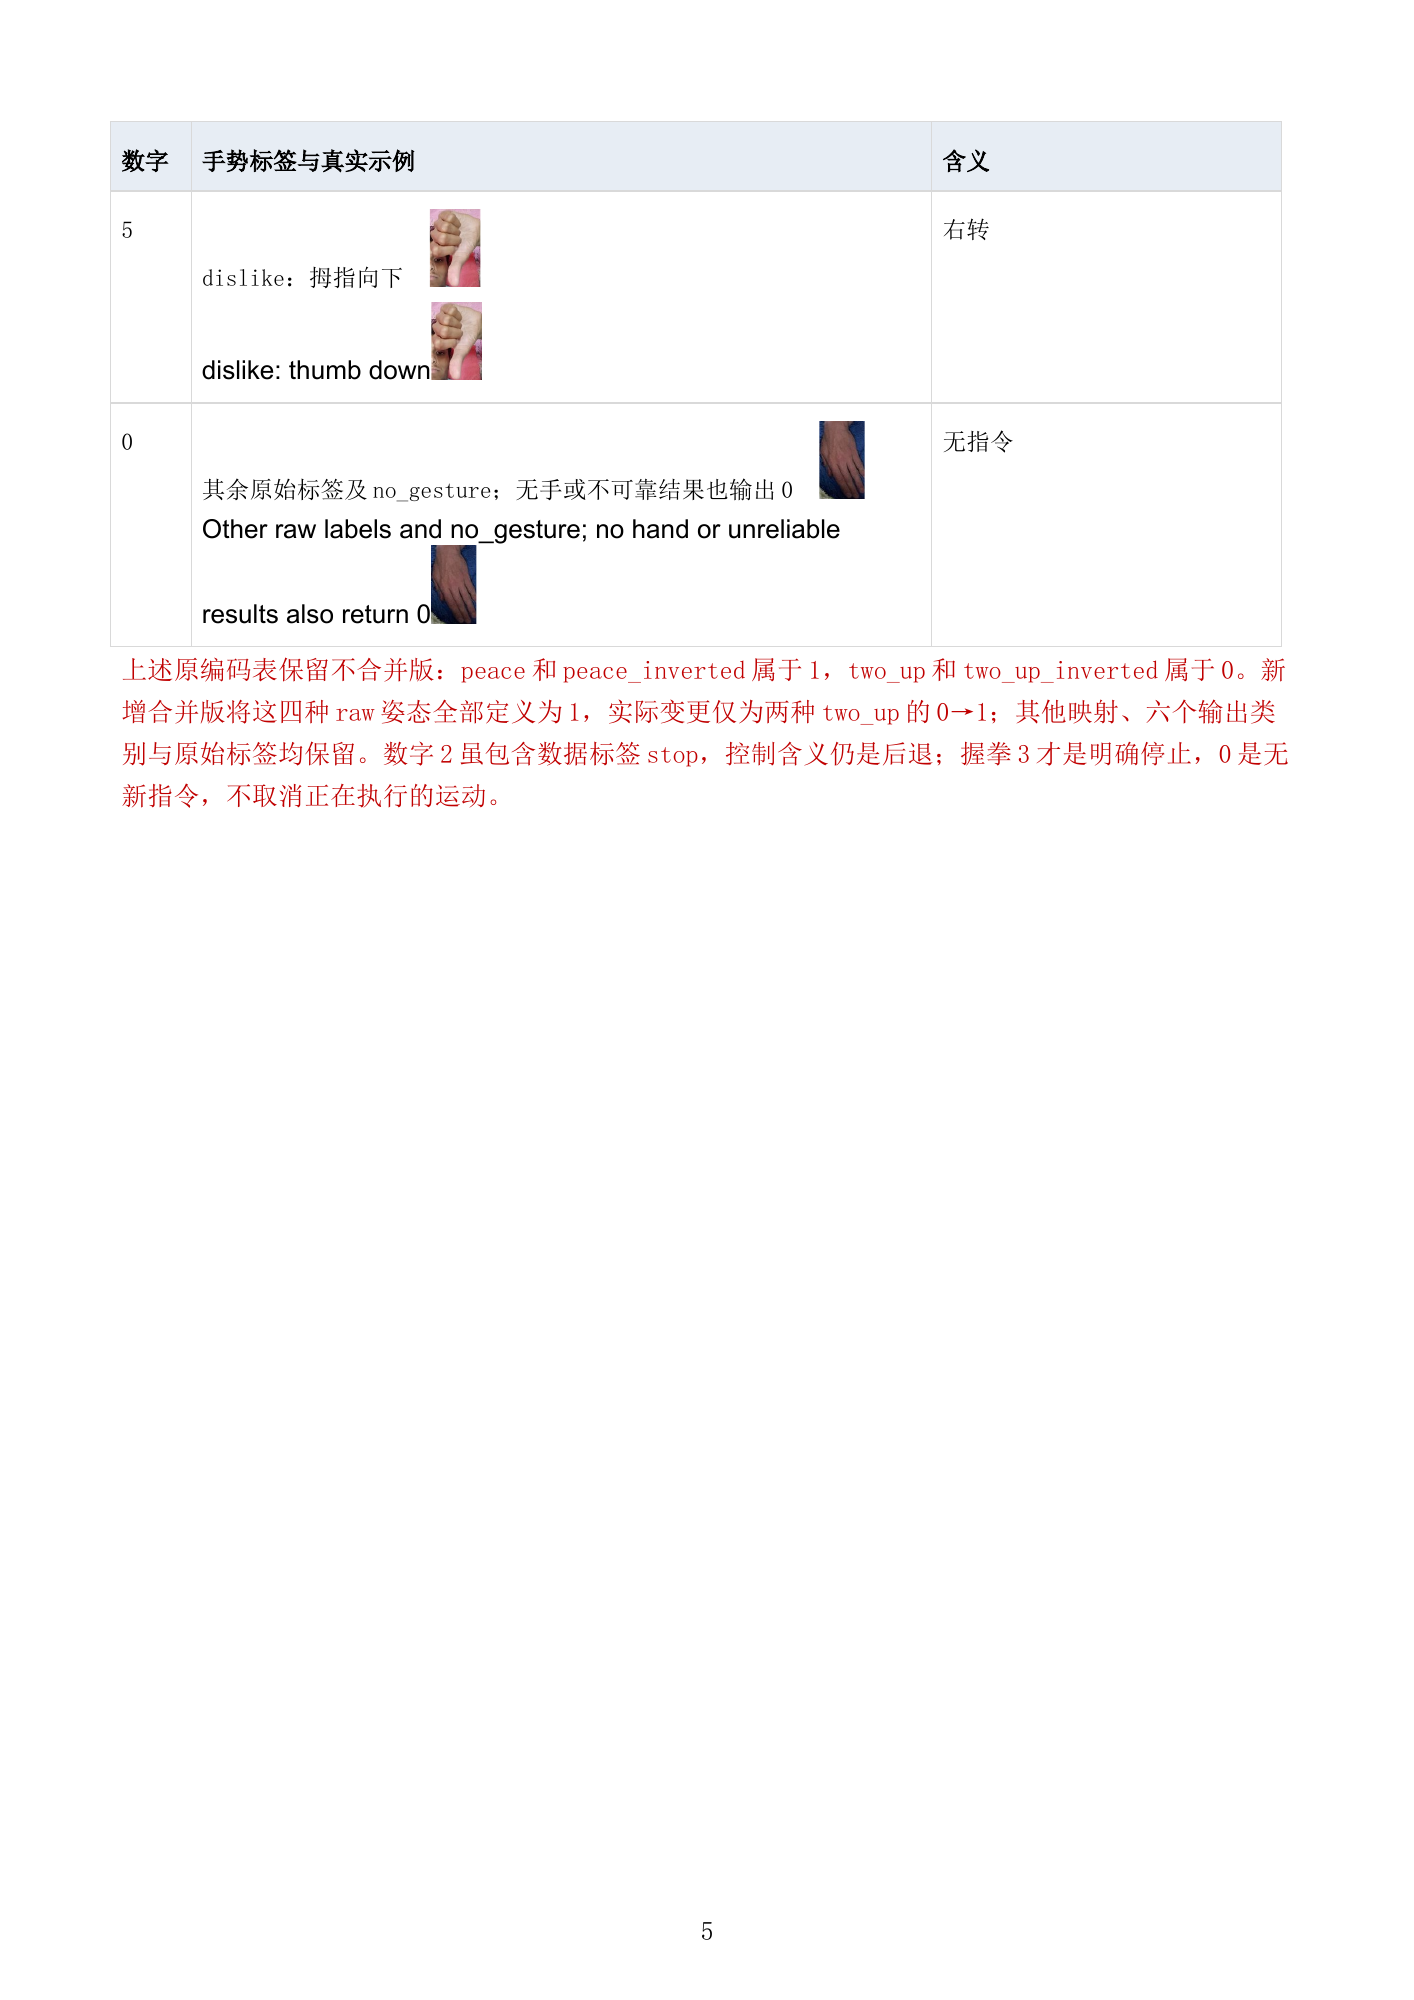 数字 手势标签与真实示例 含义
5 右转
dislike：拇指向下
dislike: thumb down
0 无指令
其余原始标签及 no_gesture；无手或不可靠结果也输出 0
Other raw labels and no_gesture; no hand or unreliable
results also return 0
上述原编码表保留不合并版：peace 和 peace_inverted 属于 1，two_up 和 two_up_inverted 属于 0。新
增合并版将这四种 raw 姿态全部定义为 1，实际变更仅为两种 two_up 的 0→1；其他映射、六个输出类
别与原始标签均保留。数字 2 虽包含数据标签 stop，控制含义仍是后退；握拳 3 才是明确停止，0 是无
新指令，不取消正在执行的运动。
5